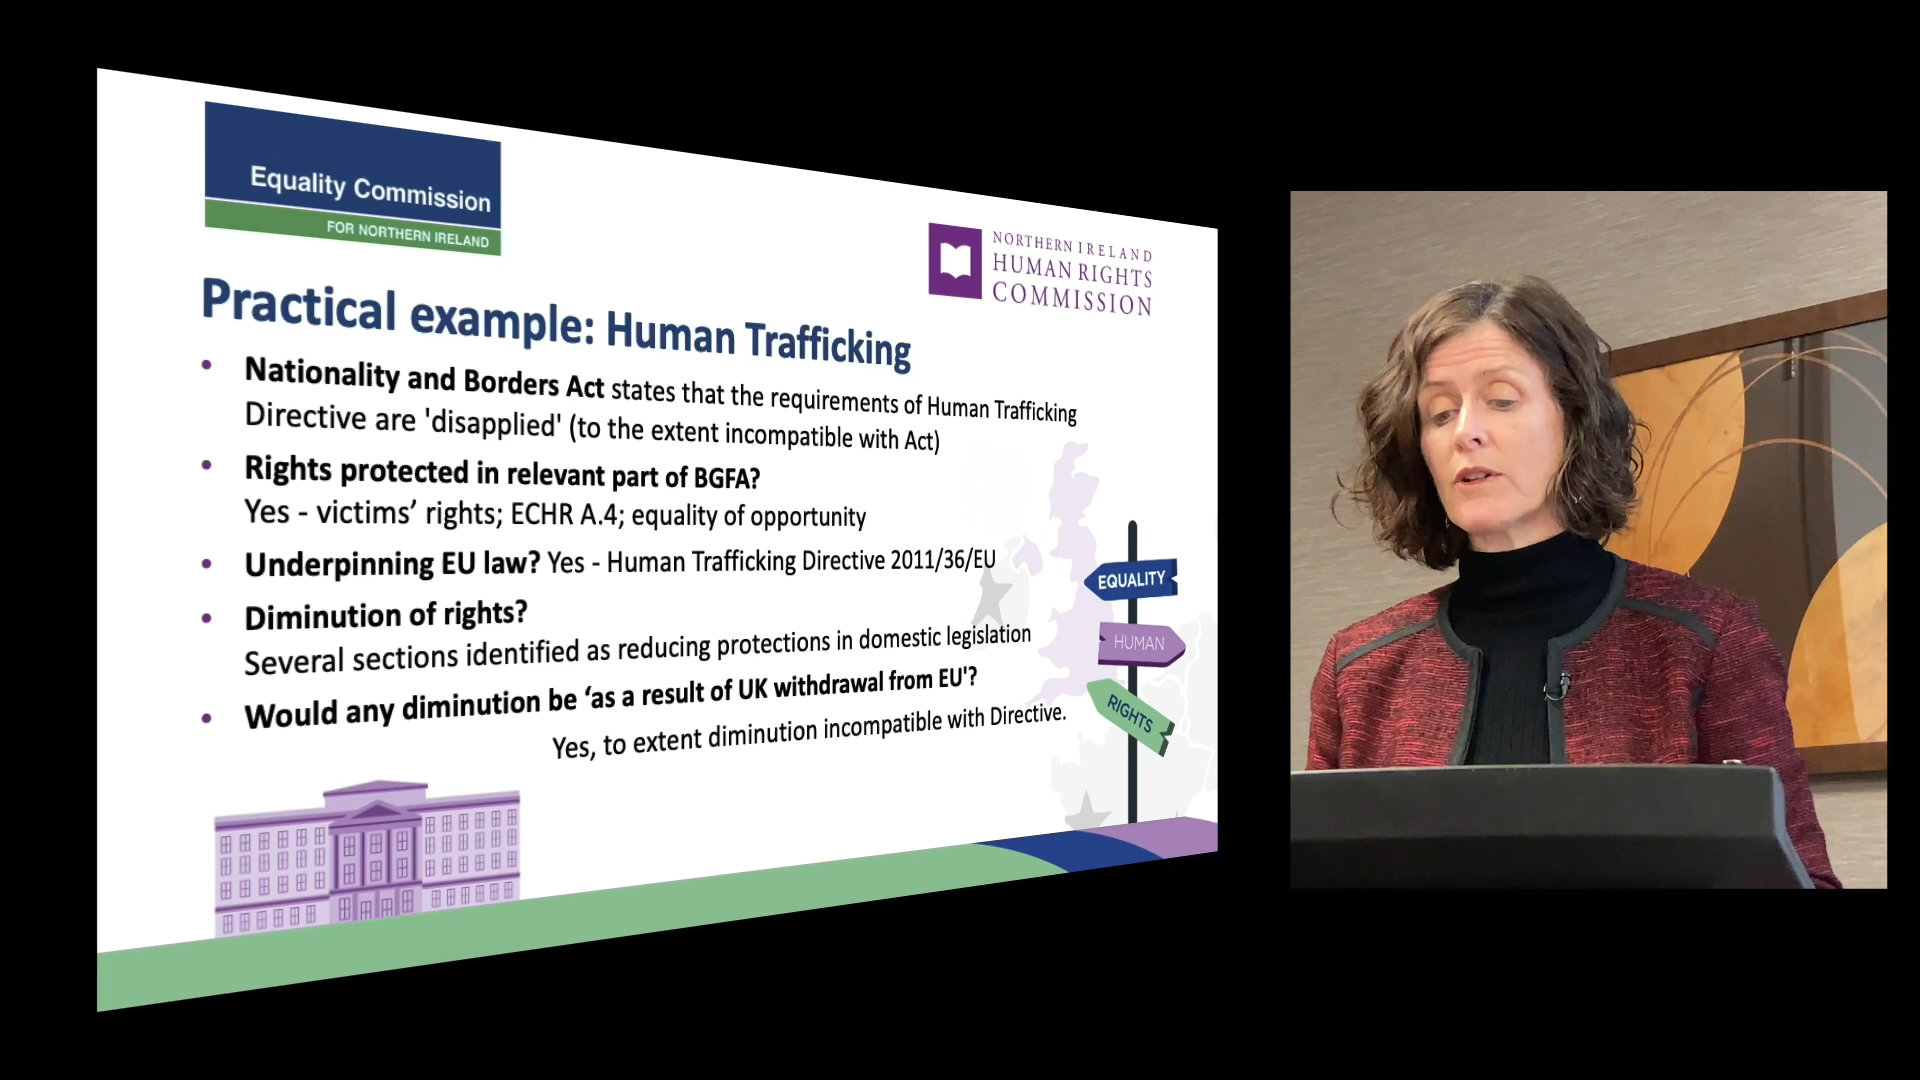 Equality Commission
FOR NORTHERN IRELAND
NORTHERN IRELAND
HUMAN RIGHTS
COMMISSION
Practical example: Human Trafficking
• Nationality and Borders Act states that the requirements of Human Trafficking
Directive are 'disapplied' (to the extent incompatible with Act)
• Rights protected in relevant part of BGFA?
Yes - victims’ rights; ECHR A.4; equality of opportunity
• Underpinning EU law? Yes - Human Trafficking Directive 2011/36/EU
• Diminution of rights?
Several sections identified as reducing protections in domestic legislation
• Would any diminution be ‘as a result of UK withdrawal from EU'?
Yes, to extent diminution incompatible with Directive.
EQUALITY
HUMAN
RIGHTS